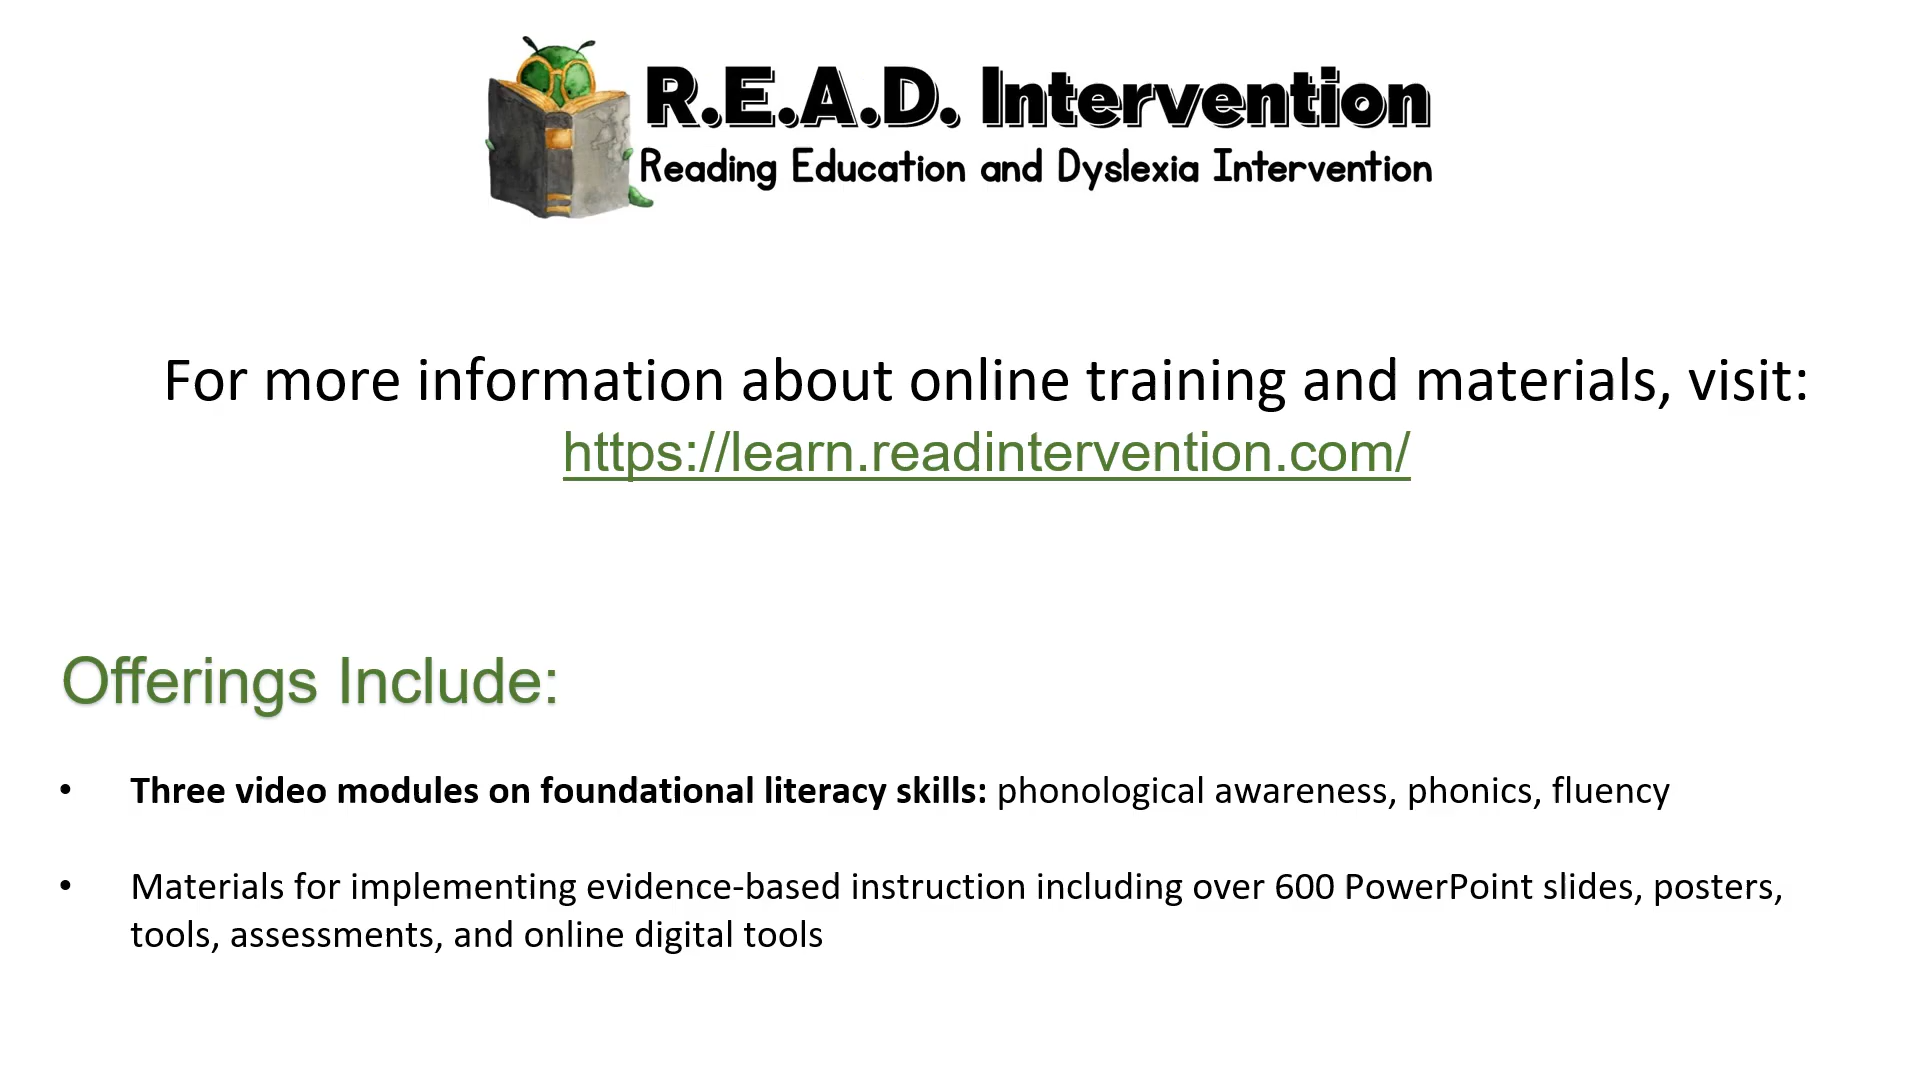 R.E.A.D. Intervention
Reading Education and Dyslexia Intervention
For more information about online training and materials, visit:
https://learn.readintervention.com/
Offerings Include:
• Three video modules on foundational literacy skills: phonological awareness, phonics, fluency
• Materials for implementing evidence-based instruction including over 600 PowerPoint slides, posters,
tools, assessments, and online digital tools